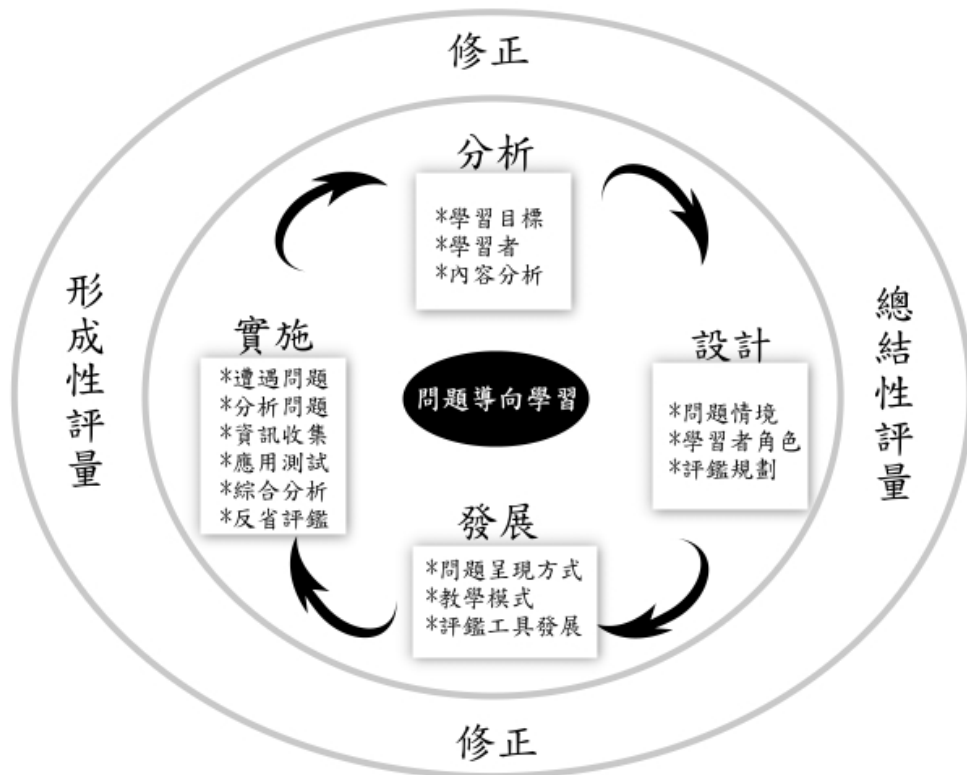 修正
分析
*學習目標
*學習者
*內容分析
形成性評量
總結性評量
實施
*遭遇問題
*分析問題
*資訊收集
*應用測試
*綜合分析
*反省評鑑
問題導向學習
設計
*問題情境
*學習者角色
*評鑑規劃
發展
*問題呈現方式
*教學模式
*評鑑工具發展
修正